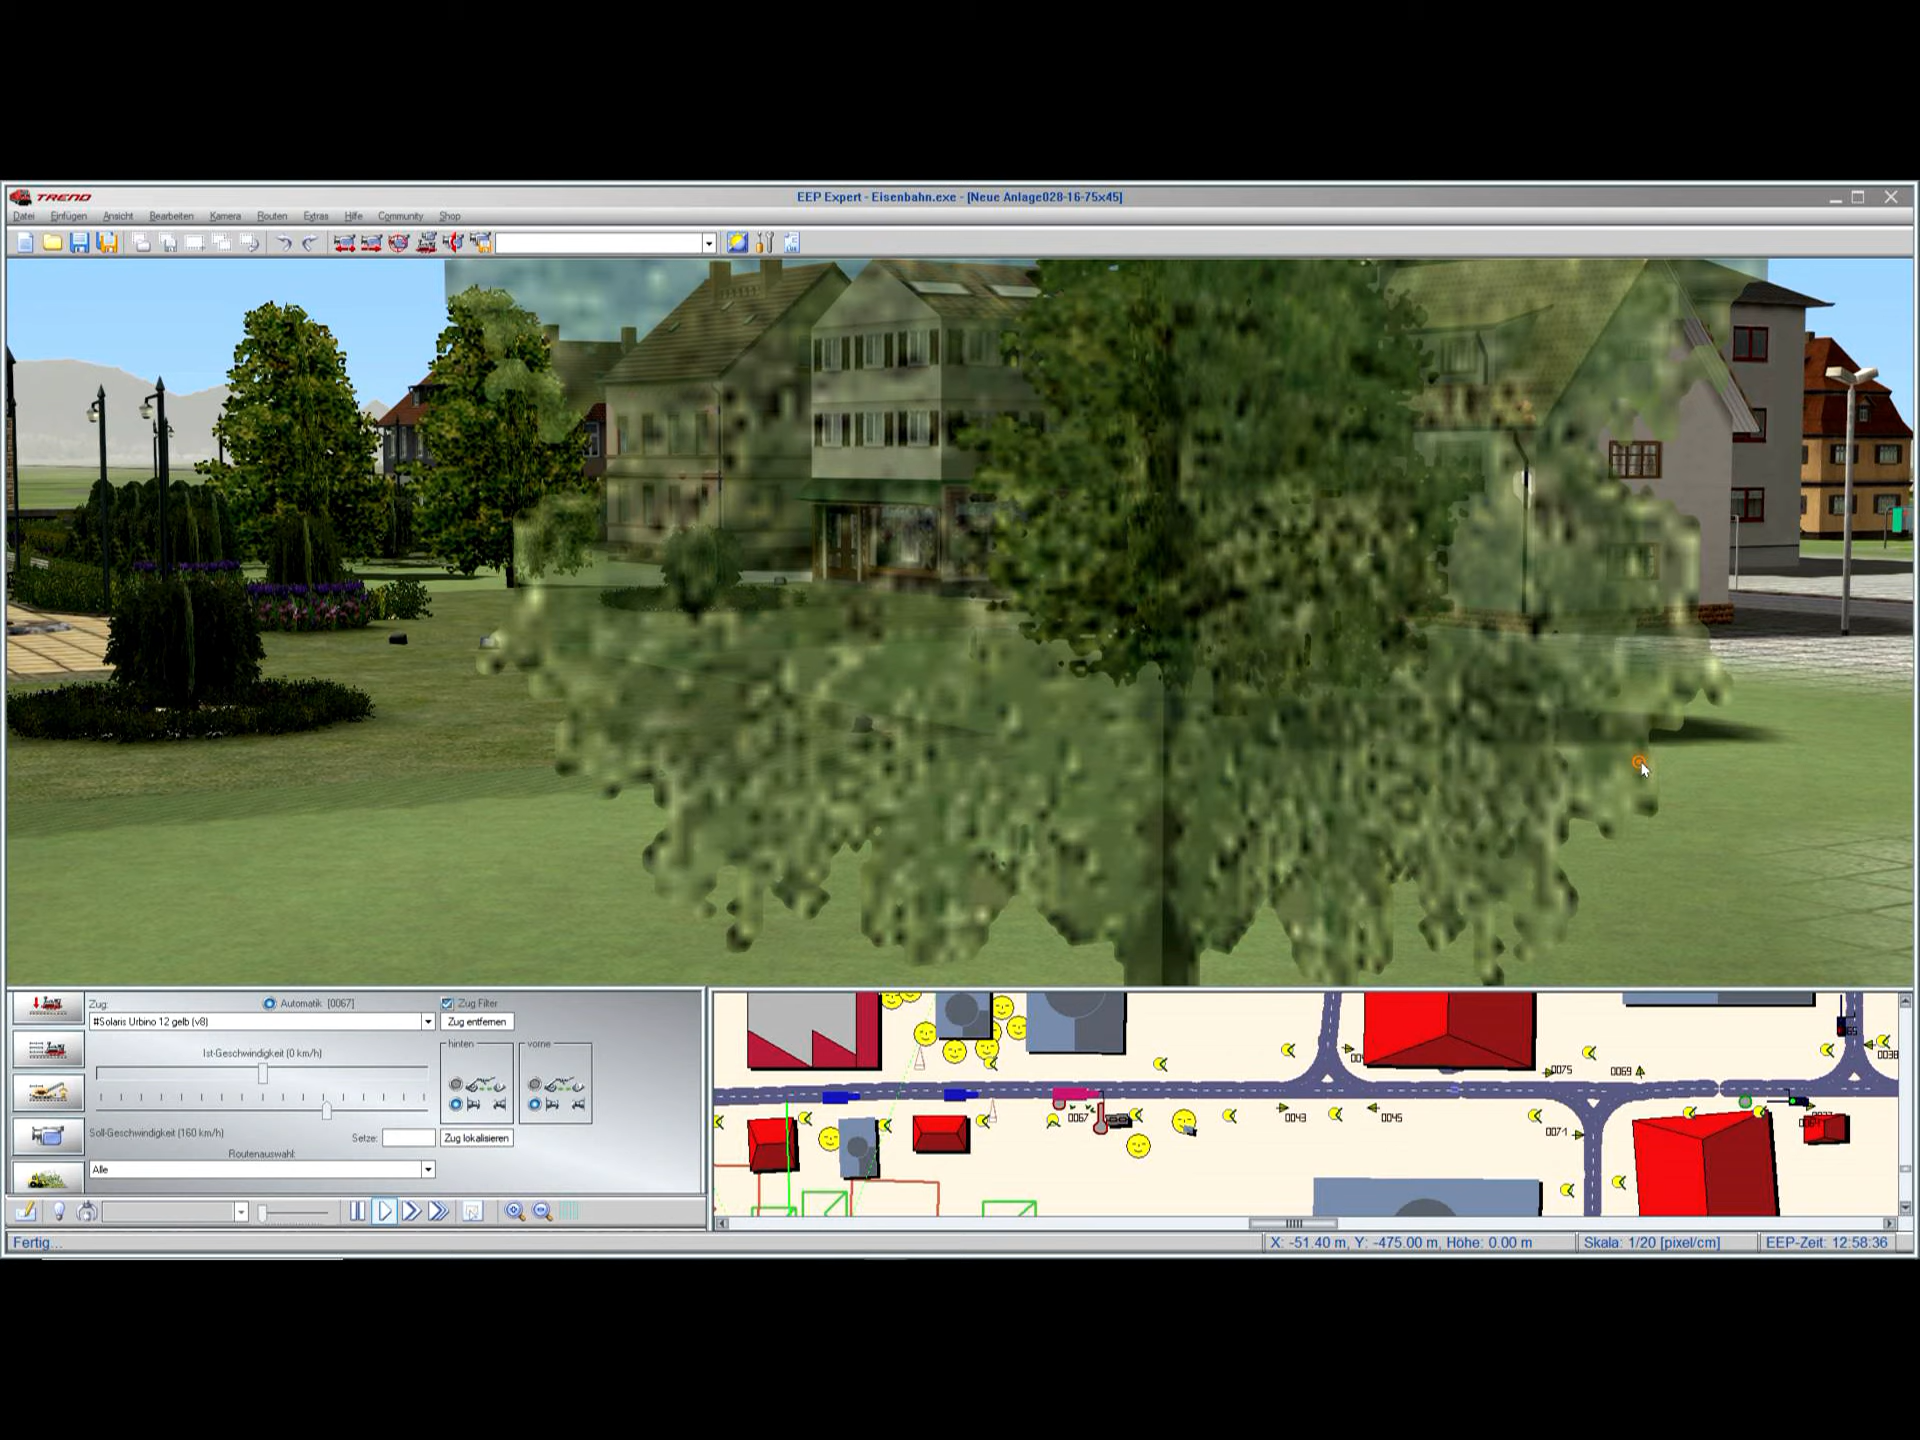 TREND
EEP Expert - Eisenbahn.exe - [Neue Anlage028-16-75x45]
Datei Einfügen Ansicht Bearbeiten Kamera Routen Extras Hilfe Community Shop
Zug: Automatik [0067] Zug Filter
#Solaris Urbino 12 gelb (v8) Zug entfernen
hinten vorne
Ist-Geschwindigkeit (0 km/h)
Soll-Geschwindigkeit (160 km/h) Setze: Zug lokalisieren
Routenauswahl:
Alle
0075 0069 0038
0067 0043 0045
0071
Fertig... X: -51.40 m, Y: -475.00 m, Höhe: 0.00 m Skala: 1/20 [pixel/cm] EEP-Zeit: 12:58:36